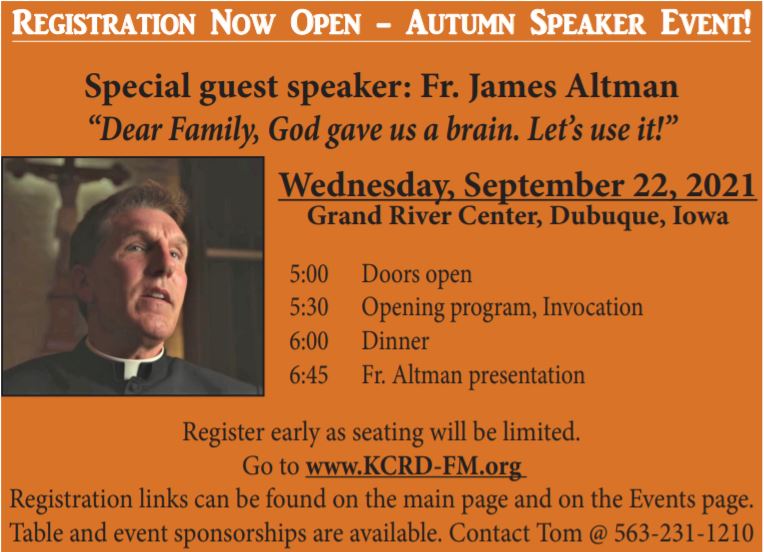 Registration Now Open – Autumn Speaker Event!
Special guest speaker: Fr. James Altman
“Dear Family, God gave us a brain. Let’s use it!”
Wednesday, September 22, 2021
Grand River Center, Dubuque, Iowa
5:00 Doors open
5:30 Opening program, Invocation
6:00 Dinner
6:45 Fr. Altman presentation
Register early as seating will be limited.
Go to www.KCRD-FM.org
Registration links can be found on the main page and on the Events page.
Table and event sponsorships are available. Contact Tom @ 563-231-1210